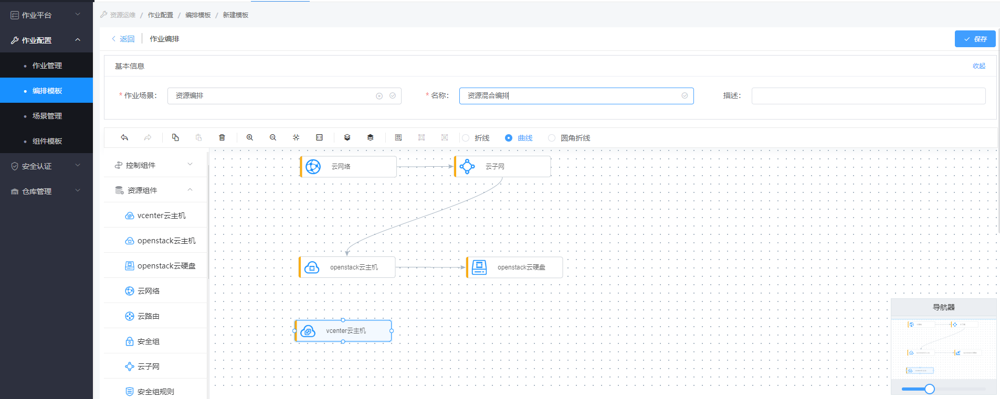 作业平台
作业配置
作业管理
编排模板
场景管理
组件模板
安全认证
仓库管理
资源运维 / 作业配置 / 编排模板 / 新建模板
返回 作业编排
保存
基本信息
收起
* 作业场景： 资源编排
* 名称： 资源混合编排
描述：
折线 曲线 圆角折线
控制组件
资源组件
vcenter云主机
openstack云主机
openstack云硬盘
云网络
云路由
安全组
云子网
安全组规则
云网络
云子网
openstack云主机
openstack云硬盘
vcenter云主机
导航器